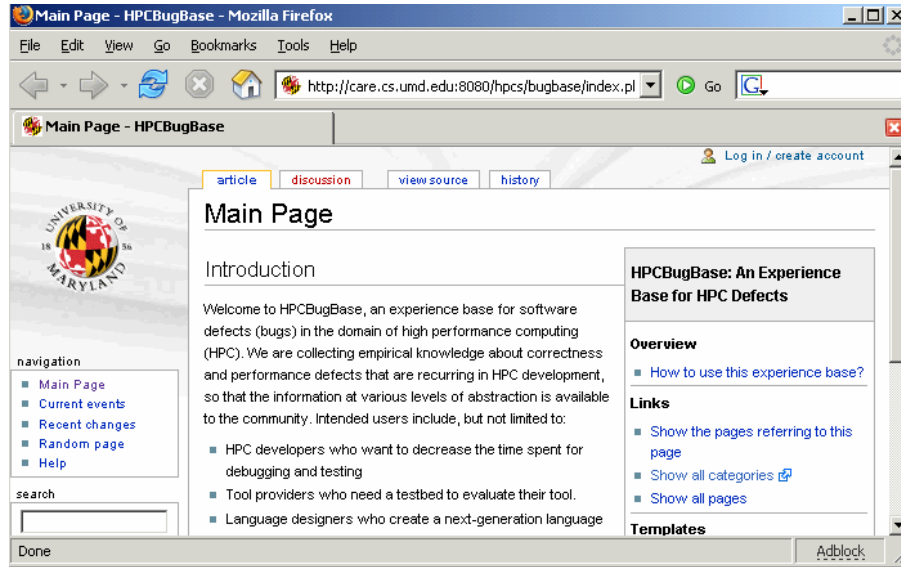 Main Page - HPCBugBase - Mozilla Firefox
File Edit View Go Bookmarks Tools Help
http://care.cs.umd.edu:8080/hpcs/bugbase/index.pl Go G
Main Page - HPCBugBase
Log in / create account
article discussion view source history
UNIVERSITY OF
18 56
MARYLAND
navigation
Main Page
Current events
Recent changes
Random page
Help
search
Main Page
Introduction
Welcome to HPCBugBase, an experience base for software
defects (bugs) in the domain of high performance computing
(HPC). We are collecting empirical knowledge about correctness
and performance defects that are recurring in HPC development,
so that the information at various levels of abstraction is available
to the community. Intended users include, but not limited to:
HPC developers who want to decrease the time spent for
debugging and testing
Tool providers who need a testbed to evaluate their tool.
Language designers who create a next-generation language
HPCBugBase: An Experience
Base for HPC Defects
Overview
How to use this experience base?
Links
Show the pages referring to this
page
Show all categories
Show all pages
Templates
Done Adblock